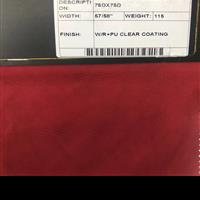 DESCRIPTI 75DX75D
ON:
WIDTH: 57/58" WEIGHT: 115
FINISH: W/R+PU CLEAR COATING